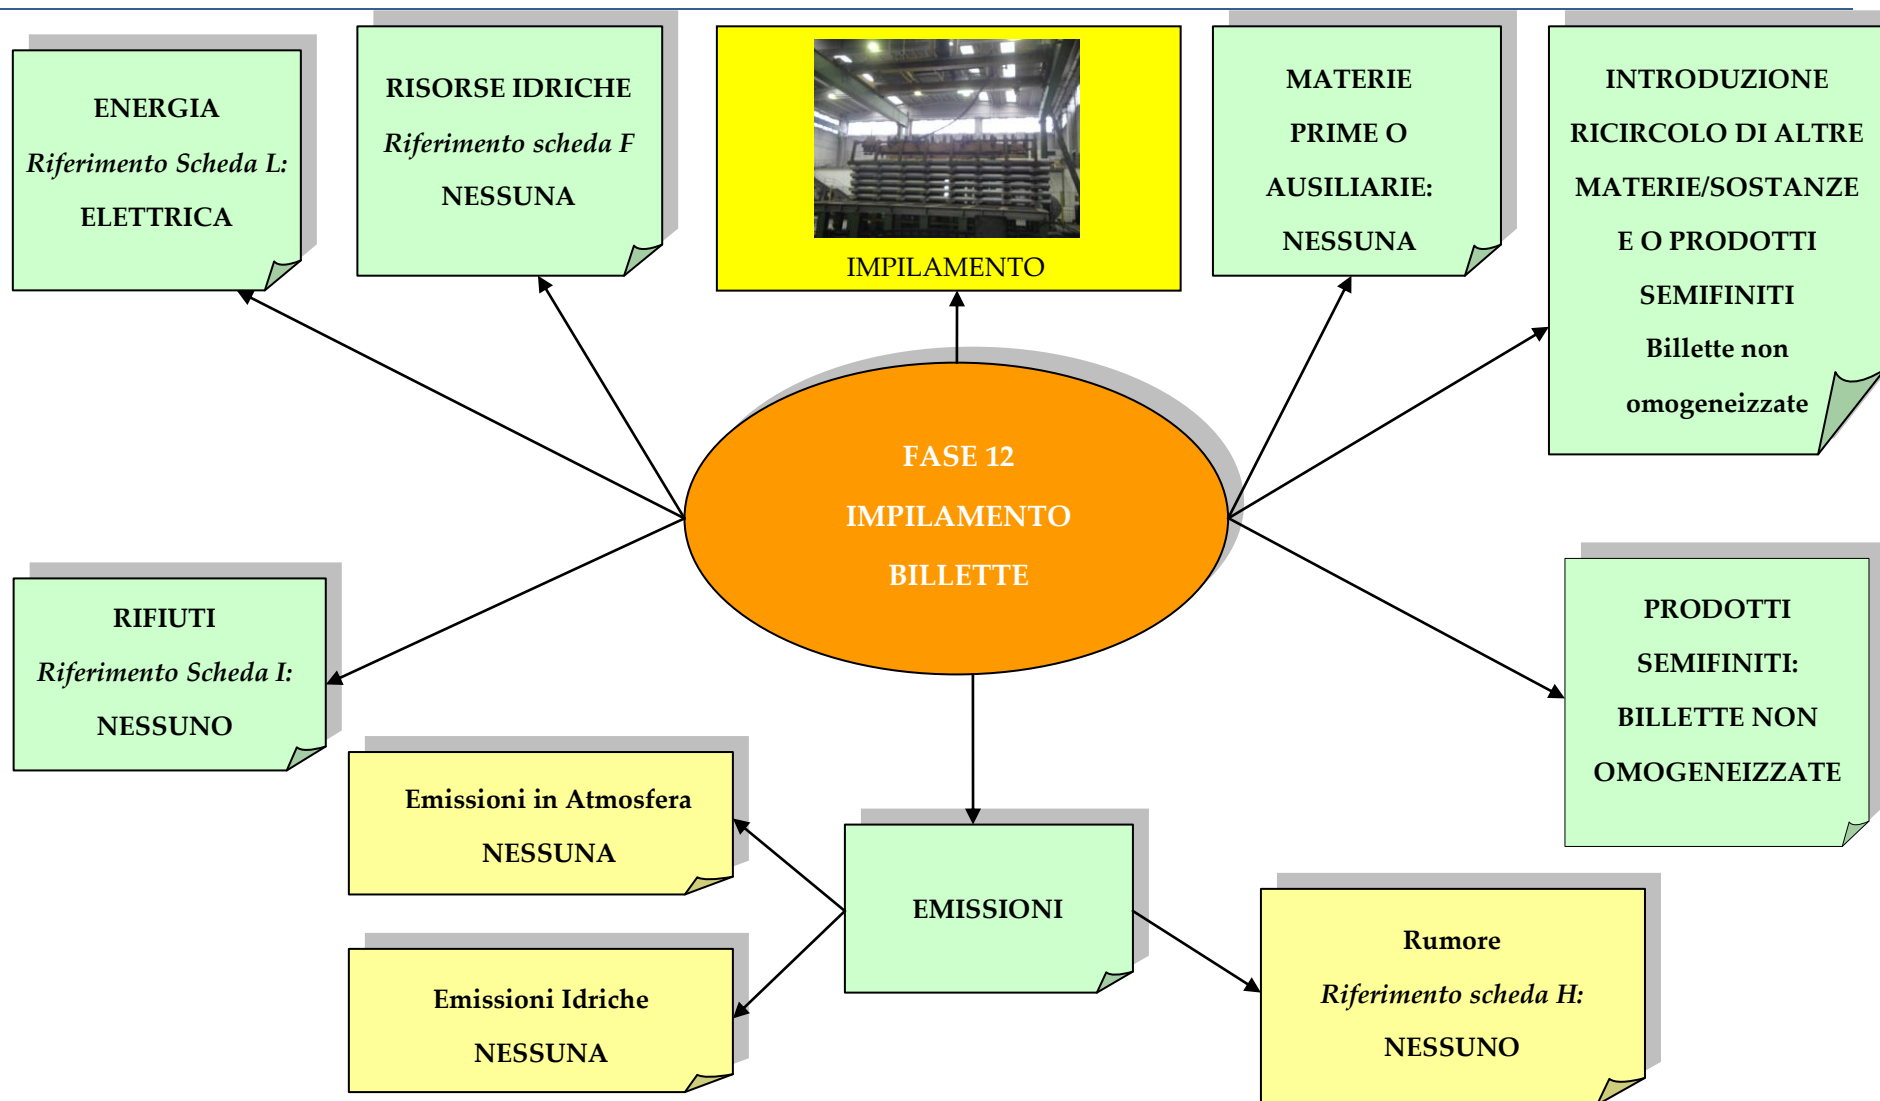 ENERGIA
Riferimento Scheda L:
ELETTRICA
RISORSE IDRICHE
Riferimento scheda F
NESSUNA
IMPILAMENTO
MATERIE
PRIME O
AUSILIARIE:
NESSUNA
INTRODUZIONE
RICIRCOLO DI ALTRE
MATERIE/SOSTANZE
E O PRODOTTI
SEMIFINITI
Billette non
omogeneizzate
FASE 12
IMPILAMENTO
BILLETTE
RIFIUTI
Riferimento Scheda I:
NESSUNO
PRODOTTI
SEMIFINITI:
BILLETTE NON
OMOGENEIZZATE
Emissioni in Atmosfera
NESSUNA
EMISSIONI
Emissioni Idriche
NESSUNA
Rumore
Riferimento scheda H:
NESSUNO